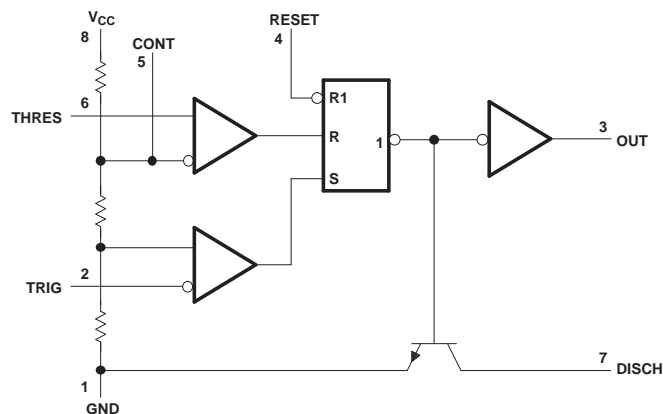 VCC
8
CONT
5
RESET
4
6
THRES
R1
R
1
S
3
OUT
2
TRIG
7
DISCH
1
GND